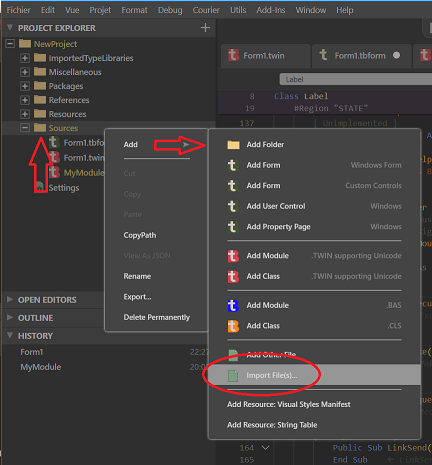 Fichier Edit Vue Projet Debug Courier Utils Add-Ins Window Help
PROJECT EXPLORER
NewProject
ImportedTypeLibraries
Miscellaneous
Packages
References
Resources
Sources
Form1.tbfo
Form1.twin
MyModule
Settings
OPEN EDITORS
OUTLINE
HISTORY
Form1 22:2
MyModule 20:0
Add
Cut
Copy
Paste
CopyPath
View As JSON
Rename
Export...
Delete Permanently
Add Folder
Add Form Windows Form
Add Form Custom Controls
Add User Control Windows
Add Property Page Windows
Add Module .TWIN supporting Unicode
Add Class .TWIN supporting Unicode
Add Module .BAS
Add Class .CLS
Add Other File
Import File(s)...
Add Resource: Visual Styles Manifest
Add Resource: String Table
Form1.twin Form1.tbform
Label
8 Class Label
19 #Region "STATE"
137 [ Unimplemented ]
164 Public Sub LinkSend(
165 End Sub